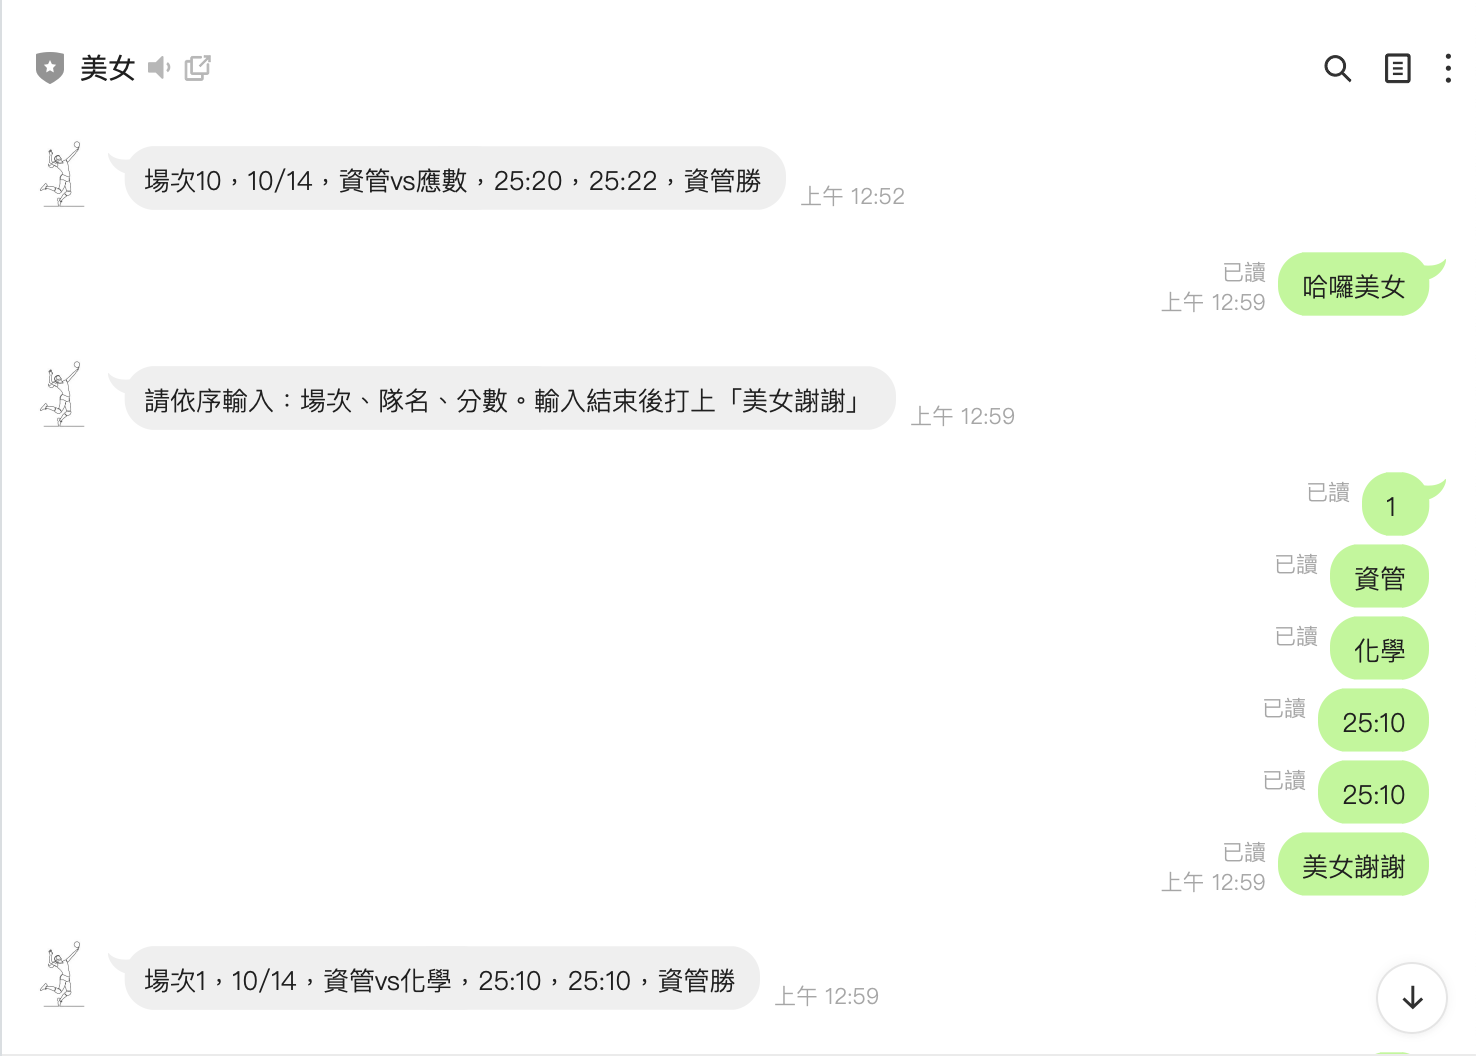 美女
場次10，10/14，資管vs應數，25:20，25:22，資管勝
上午 12:52
已讀
上午 12:59
哈囉美女
請依序輸入：場次、隊名、分數。輸入結束後打上「美女謝謝」
上午 12:59
已讀
1
已讀
資管
已讀
化學
已讀
25:10
已讀
25:10
已讀
上午 12:59
美女謝謝
場次1，10/14，資管vs化學，25:10，25:10，資管勝
上午 12:59